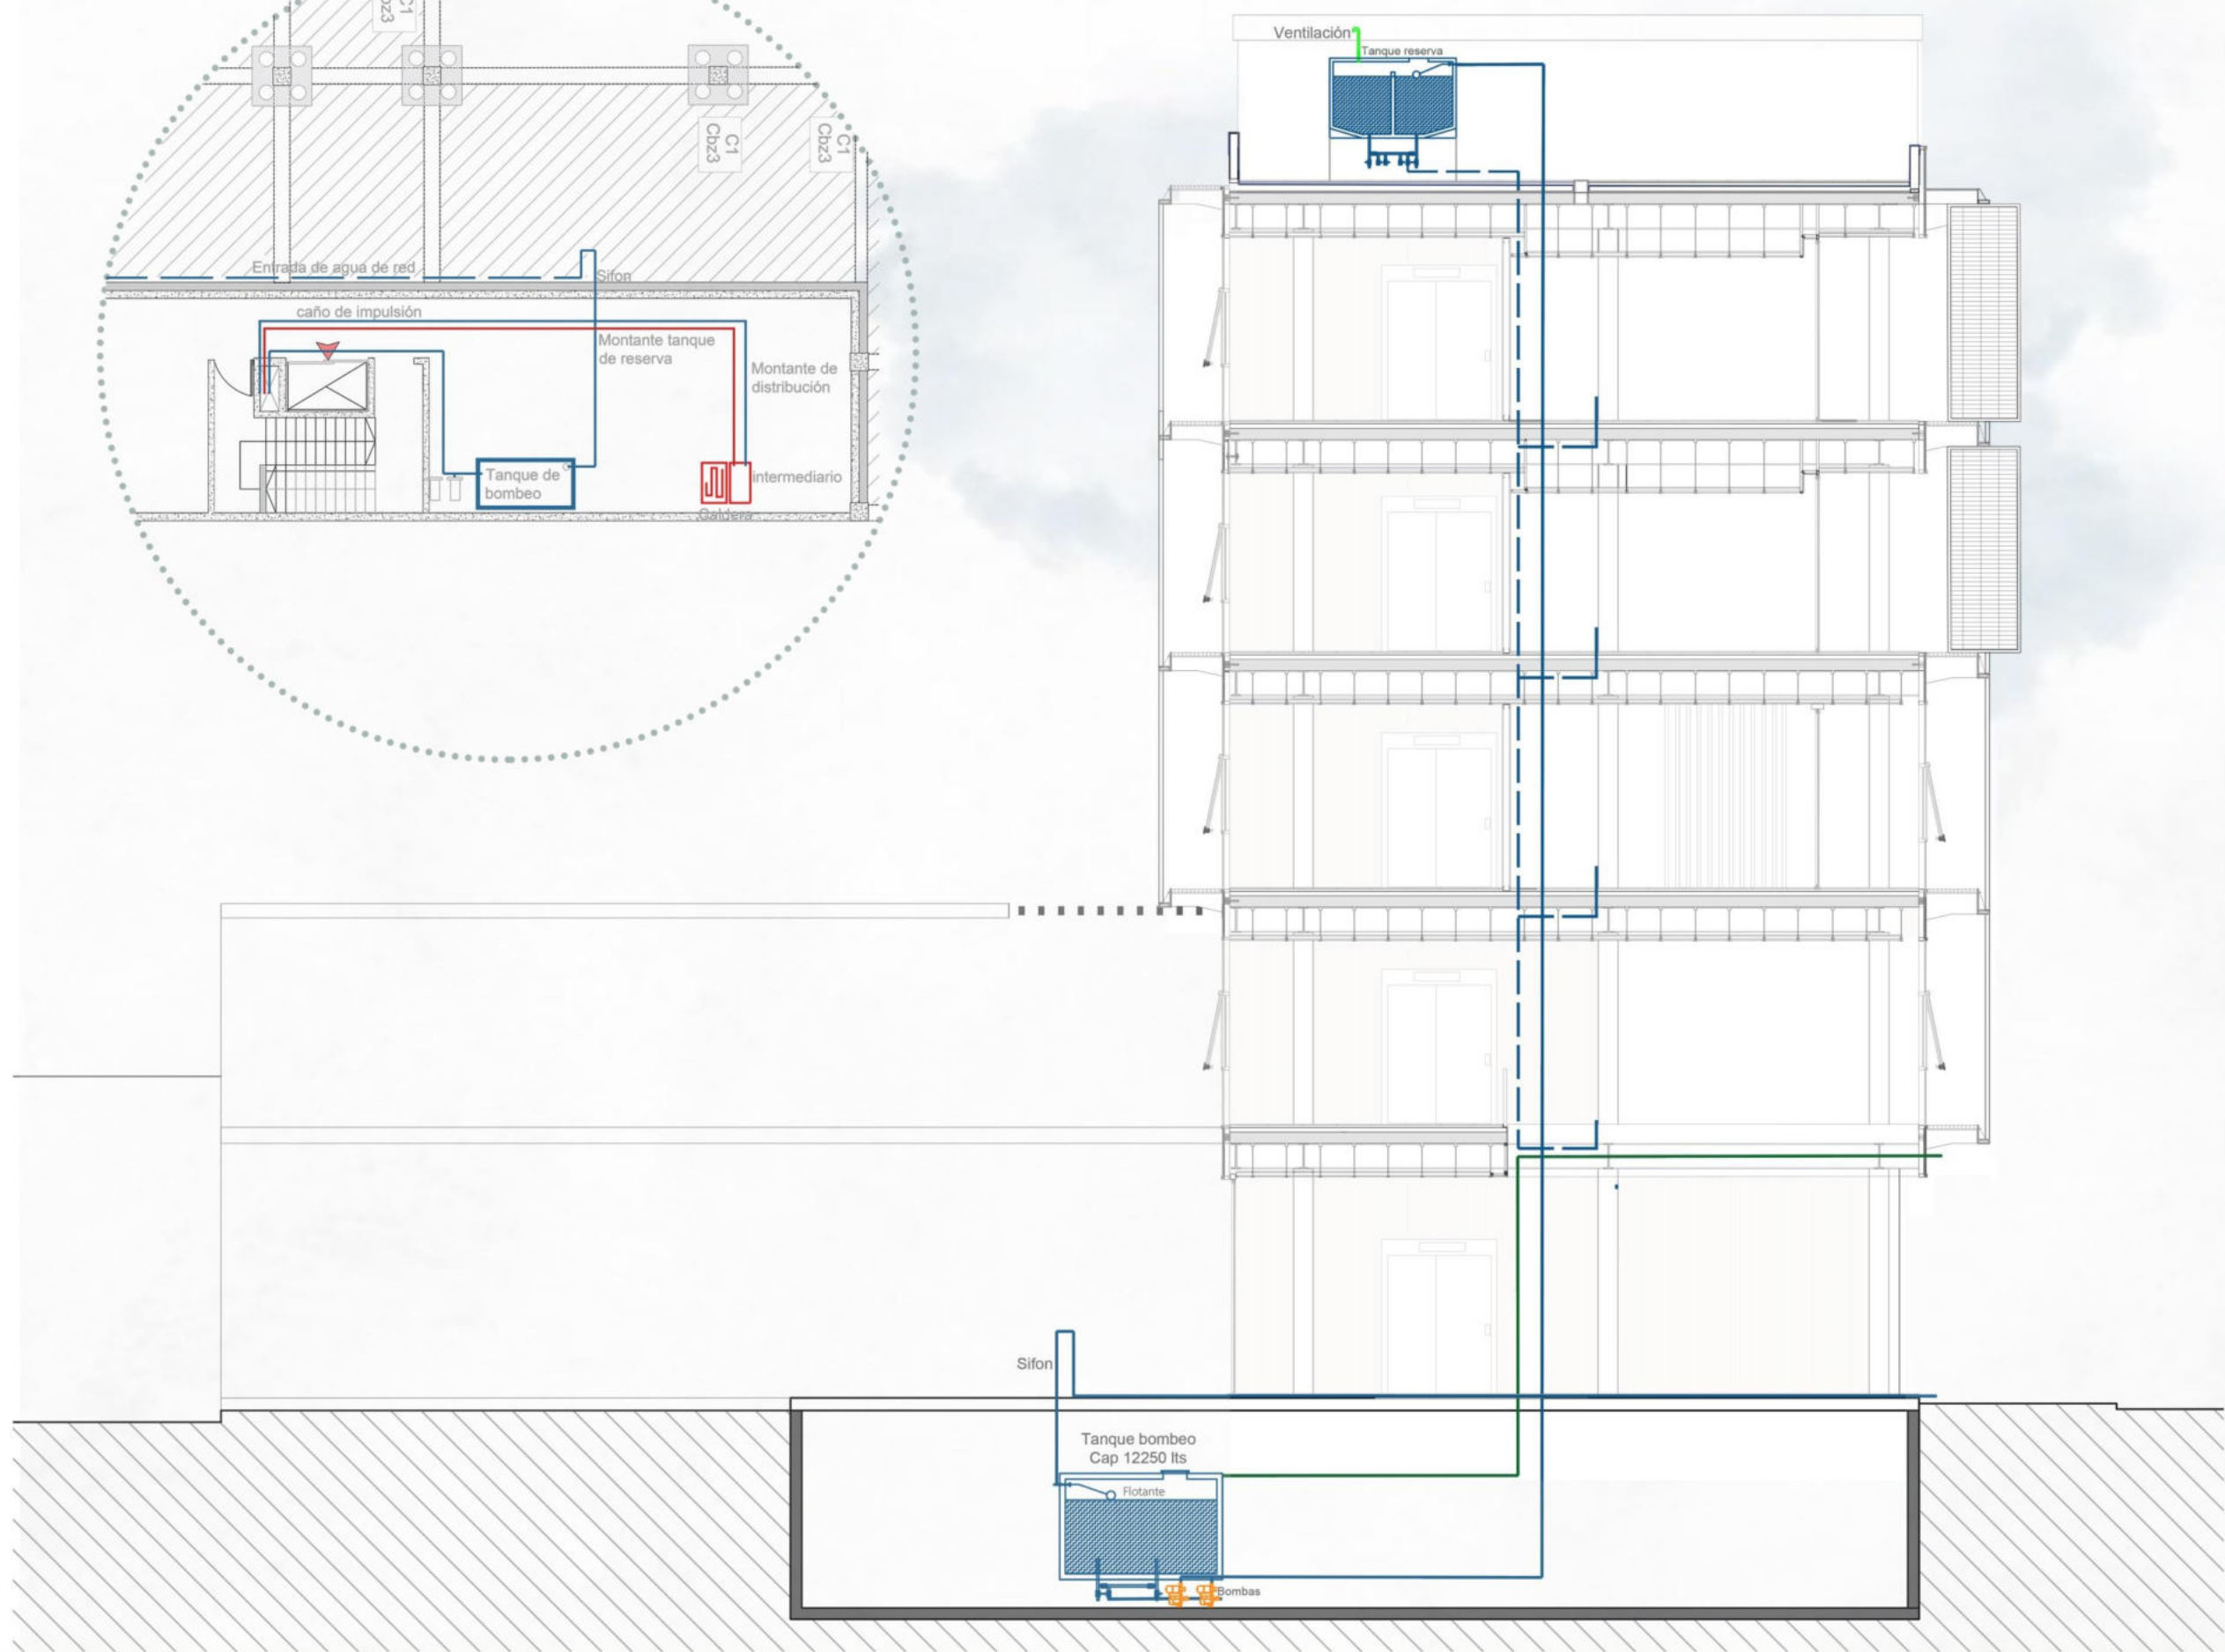 C1
bz3
C1
Cbz3
C1
Cbz3
Entrada de agua de red
Sifon
caño de impulsión
Montante tanque
de reserva
Montante de
distribución
Tanque de
bombeo
intermediario
Caldera
Ventilación
Tanque reserva
Sifon
Tanque bombeo
Cap 12250 lts
Flotante
Bombas